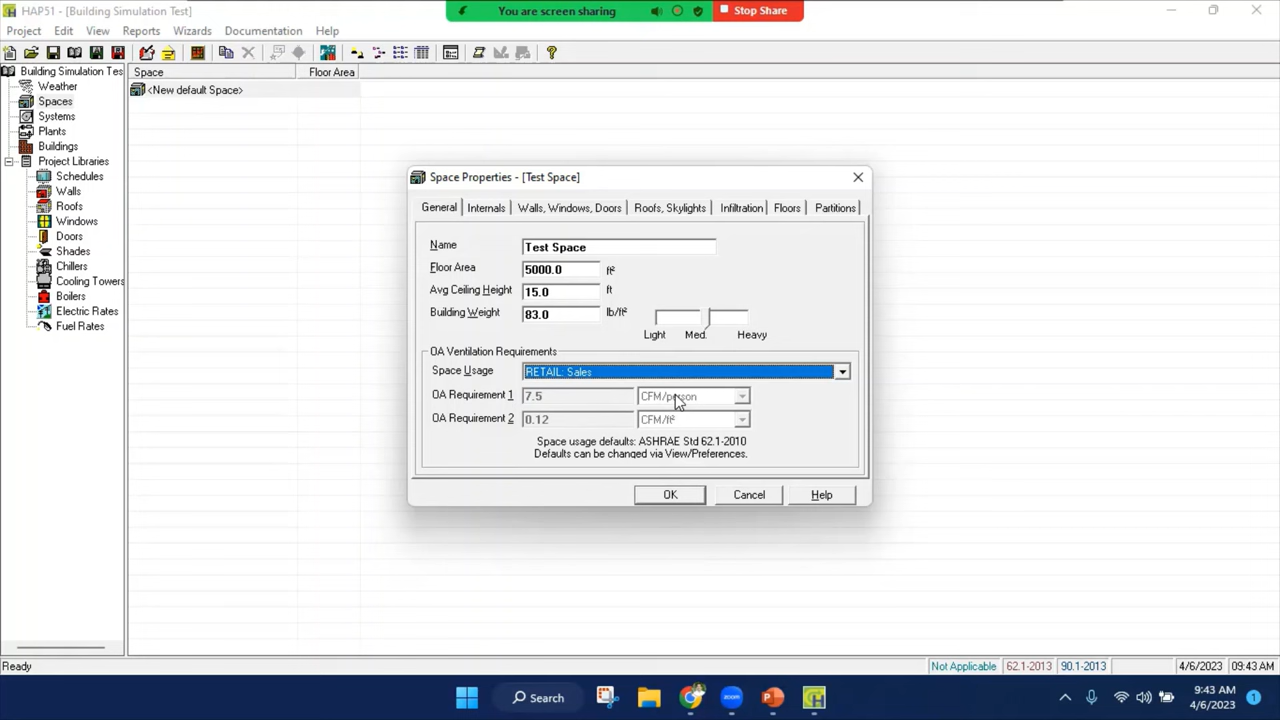 HAP51 - [Building Simulation Test]
You are screen sharing
Stop Share
Project Edit View Reports Wizards Documentation Help
Building Simulation Tes
Weather
Spaces
Systems
Plants
Buildings
Project Libraries
Schedules
Walls
Roofs
Windows
Doors
Shades
Chillers
Cooling Towers
Boilers
Electric Rates
Fuel Rates
Space Floor Area
<New default Space>
Space Properties - [Test Space]
General Internals Walls, Windows, Doors Roofs, Skylights Infiltration Floors Partitions
Name Test Space
Floor Area 5000.0 ft²
Avg Ceiling Height 15.0 ft
Building Weight 83.0 lb/ft²
Light Med. Heavy
OA Ventilation Requirements
Space Usage RETAIL: Sales
OA Requirement 1 7.5 CFM/person
OA Requirement 2 0.12 CFM/ft²
Space usage defaults: ASHRAE Std 62.1-2010
Defaults can be changed via View/Preferences.
OK Cancel Help
Ready Not Applicable 62.1-2013 90.1-2013 4/6/2023 09:43 AM
Search zoom 9:43 AM
4/6/2023 1